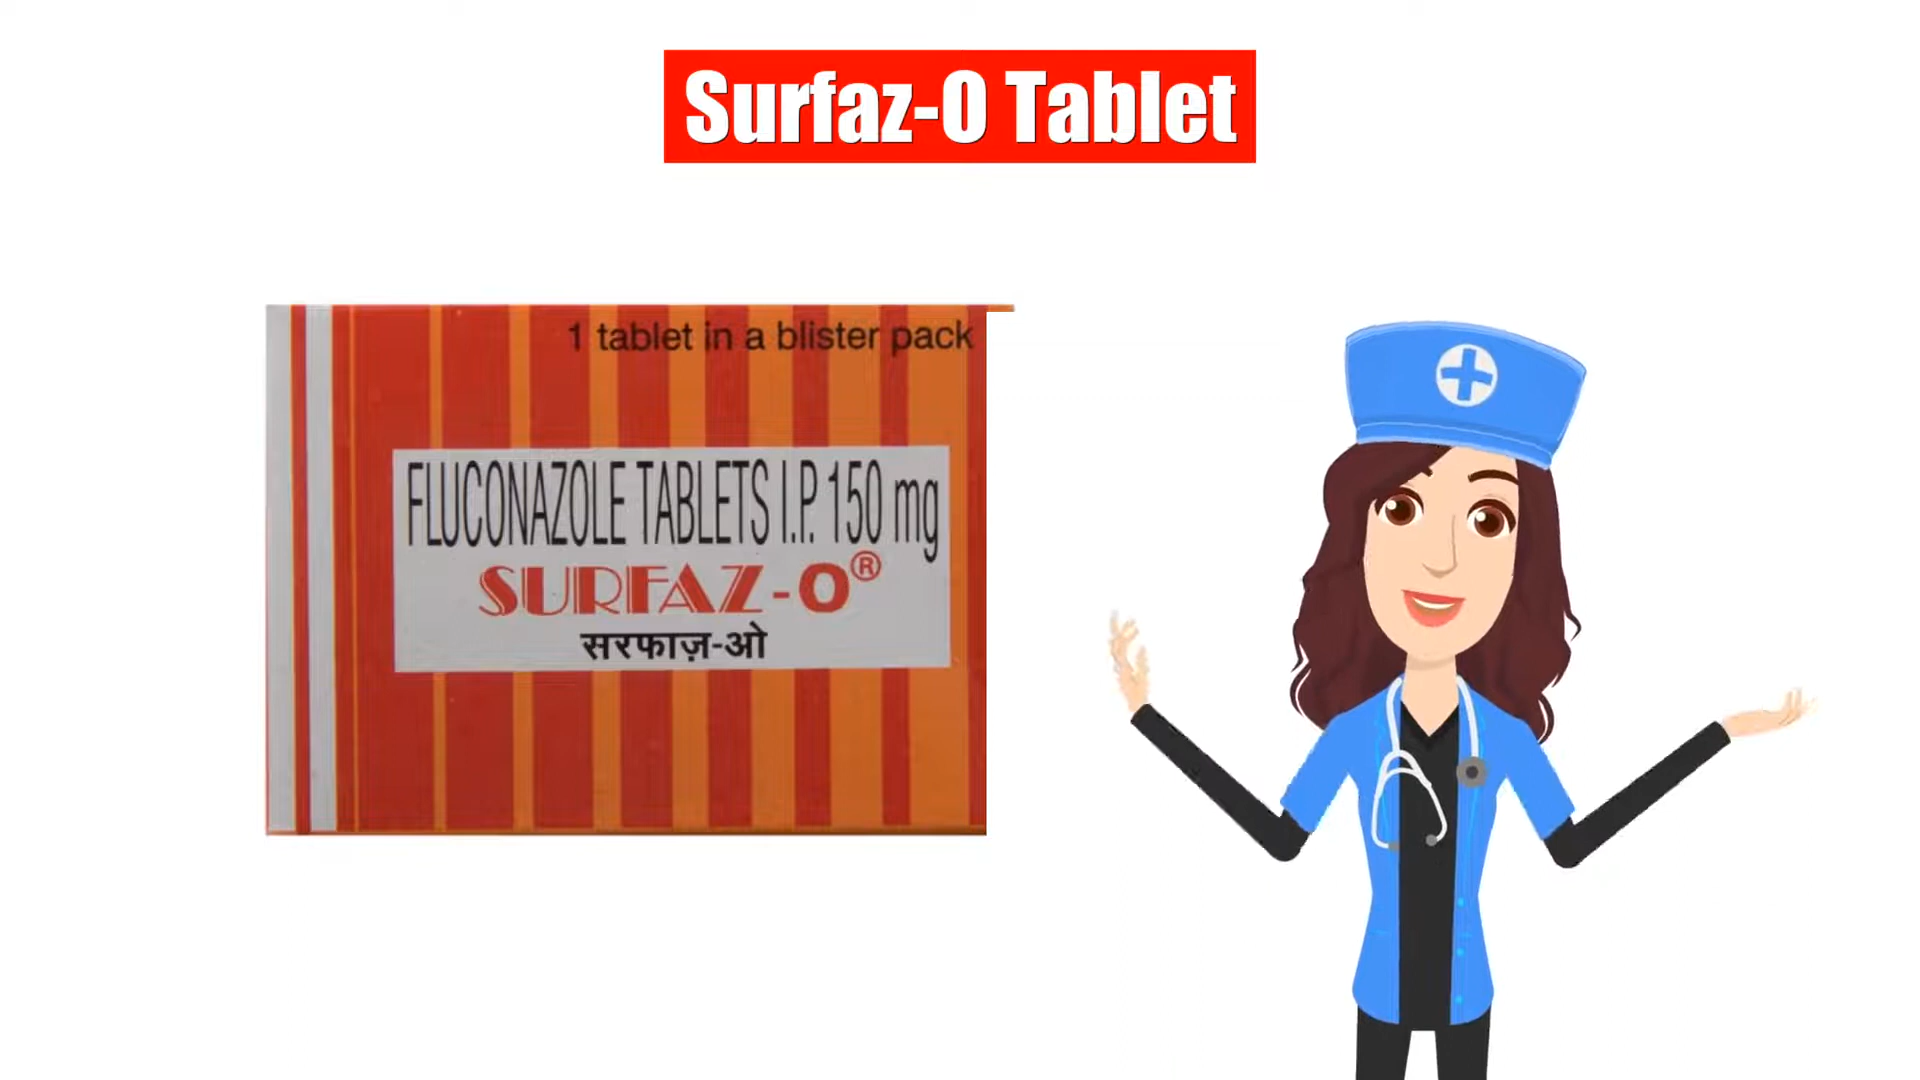 Surfaz-O Tablet
1 tablet in a blister pack
FLUCONAZOLE TABLETS I.P. 150 mg
SURFAZ-O®
सरफाज़-ओ